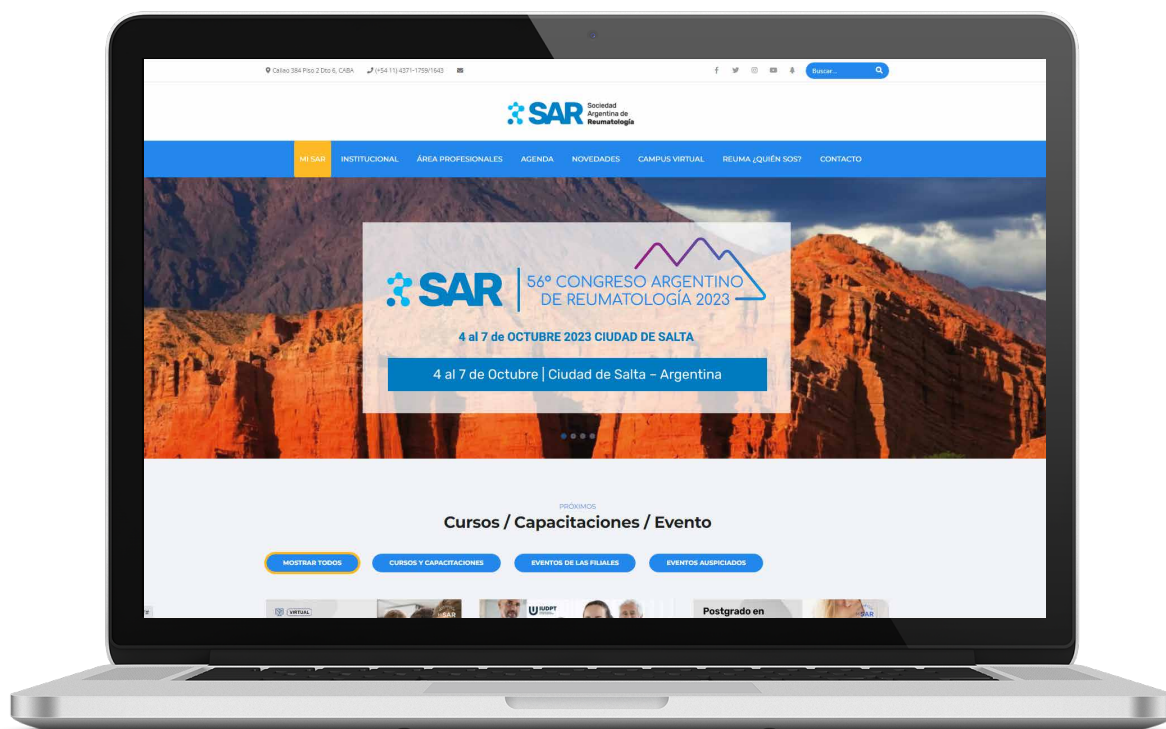 Callao 384 Piso 2 Dto 6, CABA (+54 11) 4371-1759/1643
Buscar...
SAR Sociedad
Argentina de
Reumatología
MI SAR INSTITUCIONAL ÁREA PROFESIONALES AGENDA NOVEDADES CAMPUS VIRTUAL REUMA ¿QUIÉN SOS? CONTACTO
SAR 56º CONGRESO ARGENTINO
DE REUMATOLOGÍA 2023
4 al 7 de OCTUBRE 2023 CIUDAD DE SALTA
4 al 7 de Octubre | Ciudad de Salta – Argentina
PRÓXIMOS
Cursos / Capacitaciones / Evento
MOSTRAR TODOS CURSOS Y CAPACITACIONES EVENTOS DE LAS FILIALES EVENTOS AUSPICIADOS
VIRTUAL SAR IUDPT Postgrado en SAR